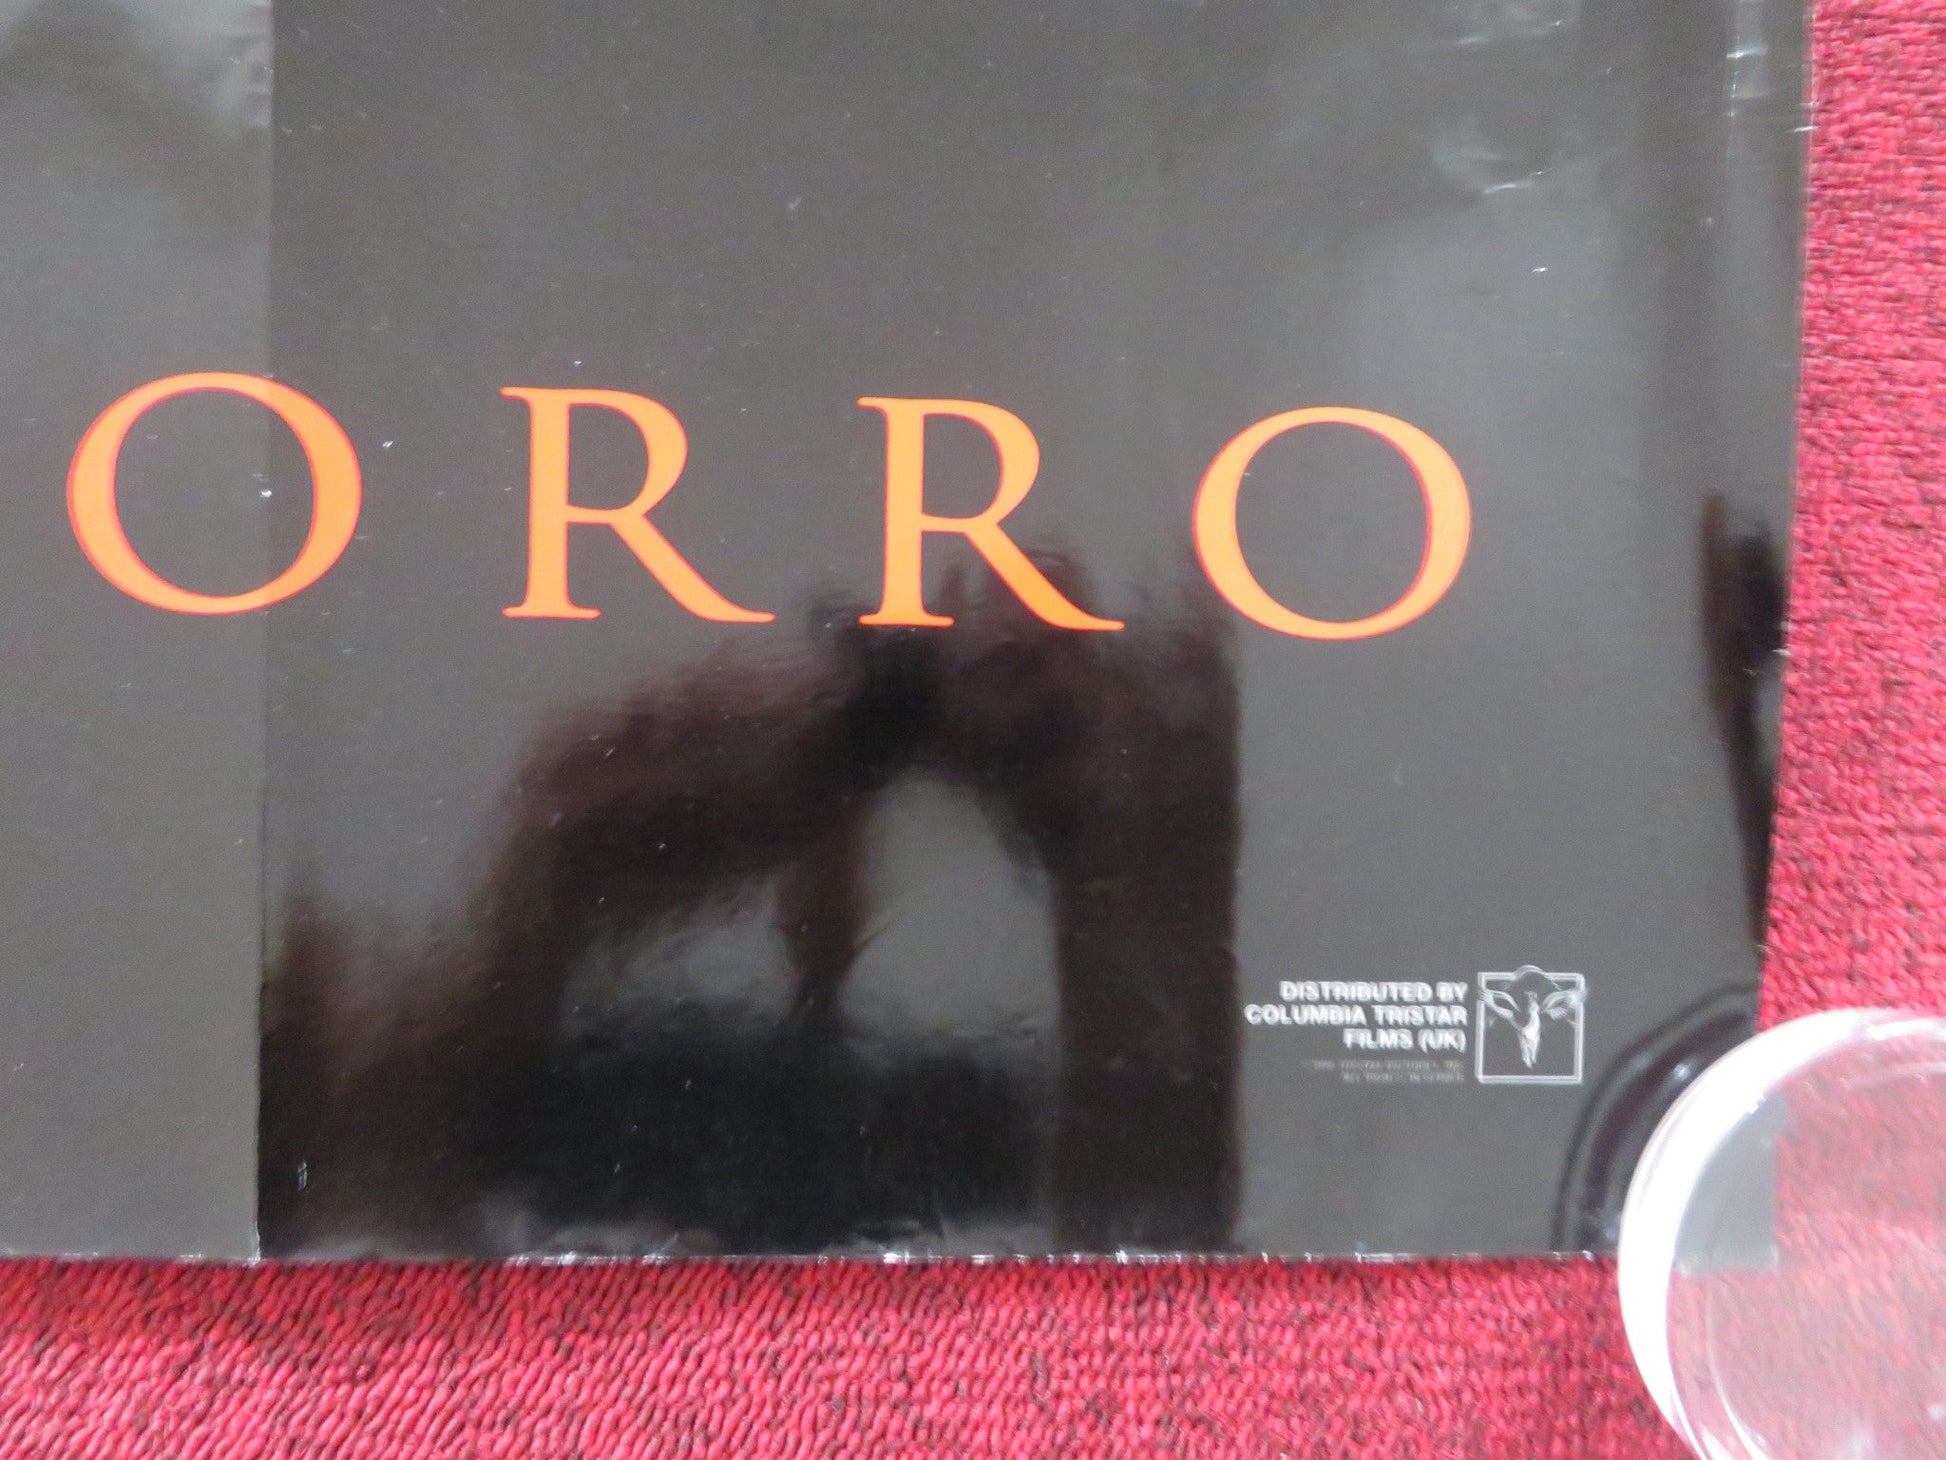 ORRO
DISTRIBUTED BY
COLUMBIA TRISTAR
FILMS (UK)